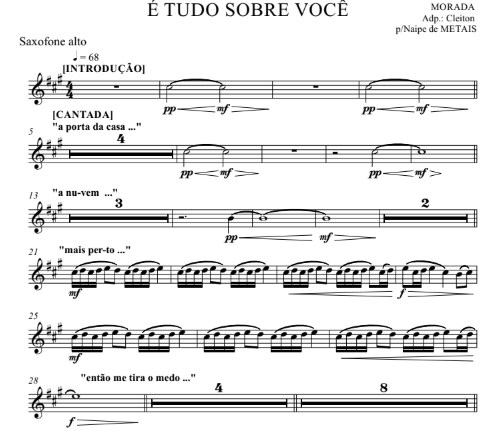 É TUDO SOBRE VOCÊ
MORADA
Adp.: Cleiton
p/Naipe de METAIS
Saxofone alto
♩ = 68
[INTRODUÇÃO]
4
4
pp mf pp mf
[CANTADA]
"a porta da casa ..."
5
4
pp mf pp mf
13
"a nu-vem ..."
3
2
pp mf
21
"mais per-to ..."
mf f
25
mf
28
"então me tira o medo ..."
4
8
f